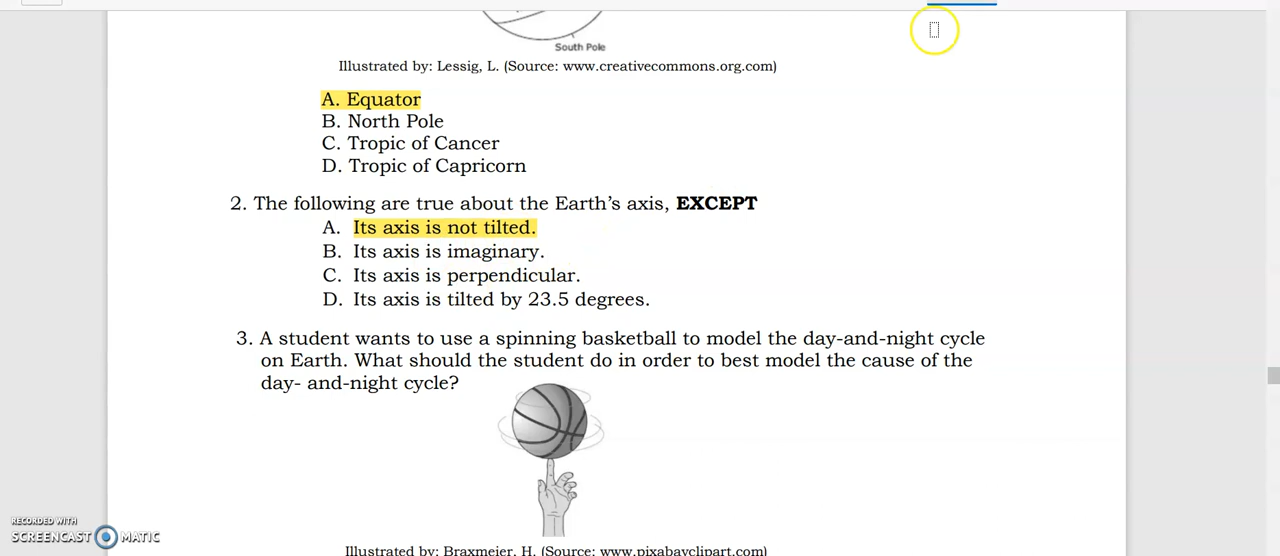 South Pole
Illustrated by: Lessig, L. (Source: www.creativecommons.org.com)
A. Equator
B. North Pole
C. Tropic of Cancer
D. Tropic of Capricorn
2. The following are true about the Earth's axis, EXCEPT
A. Its axis is not tilted.
B. Its axis is imaginary.
C. Its axis is perpendicular.
D. Its axis is tilted by 23.5 degrees.
3. A student wants to use a spinning basketball to model the day-and-night cycle
on Earth. What should the student do in order to best model the cause of the
day- and-night cycle?
Illustrated by: Braxmeier, H. (Source: www.pixabayclipart.com)
RECORDED WITH
SCREENCAST MATIC